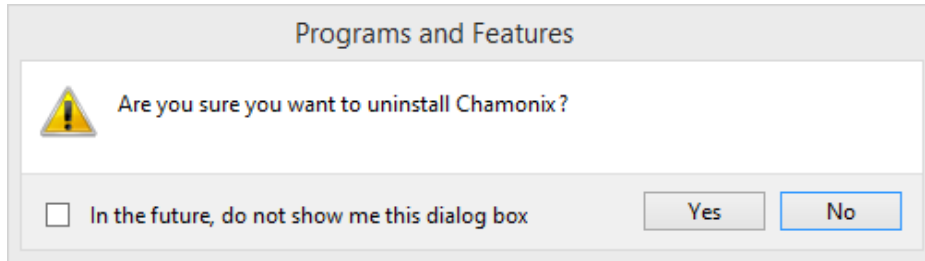 Programs and Features
Are you sure you want to uninstall Chamonix?
In the future, do not show me this dialog box
Yes
No